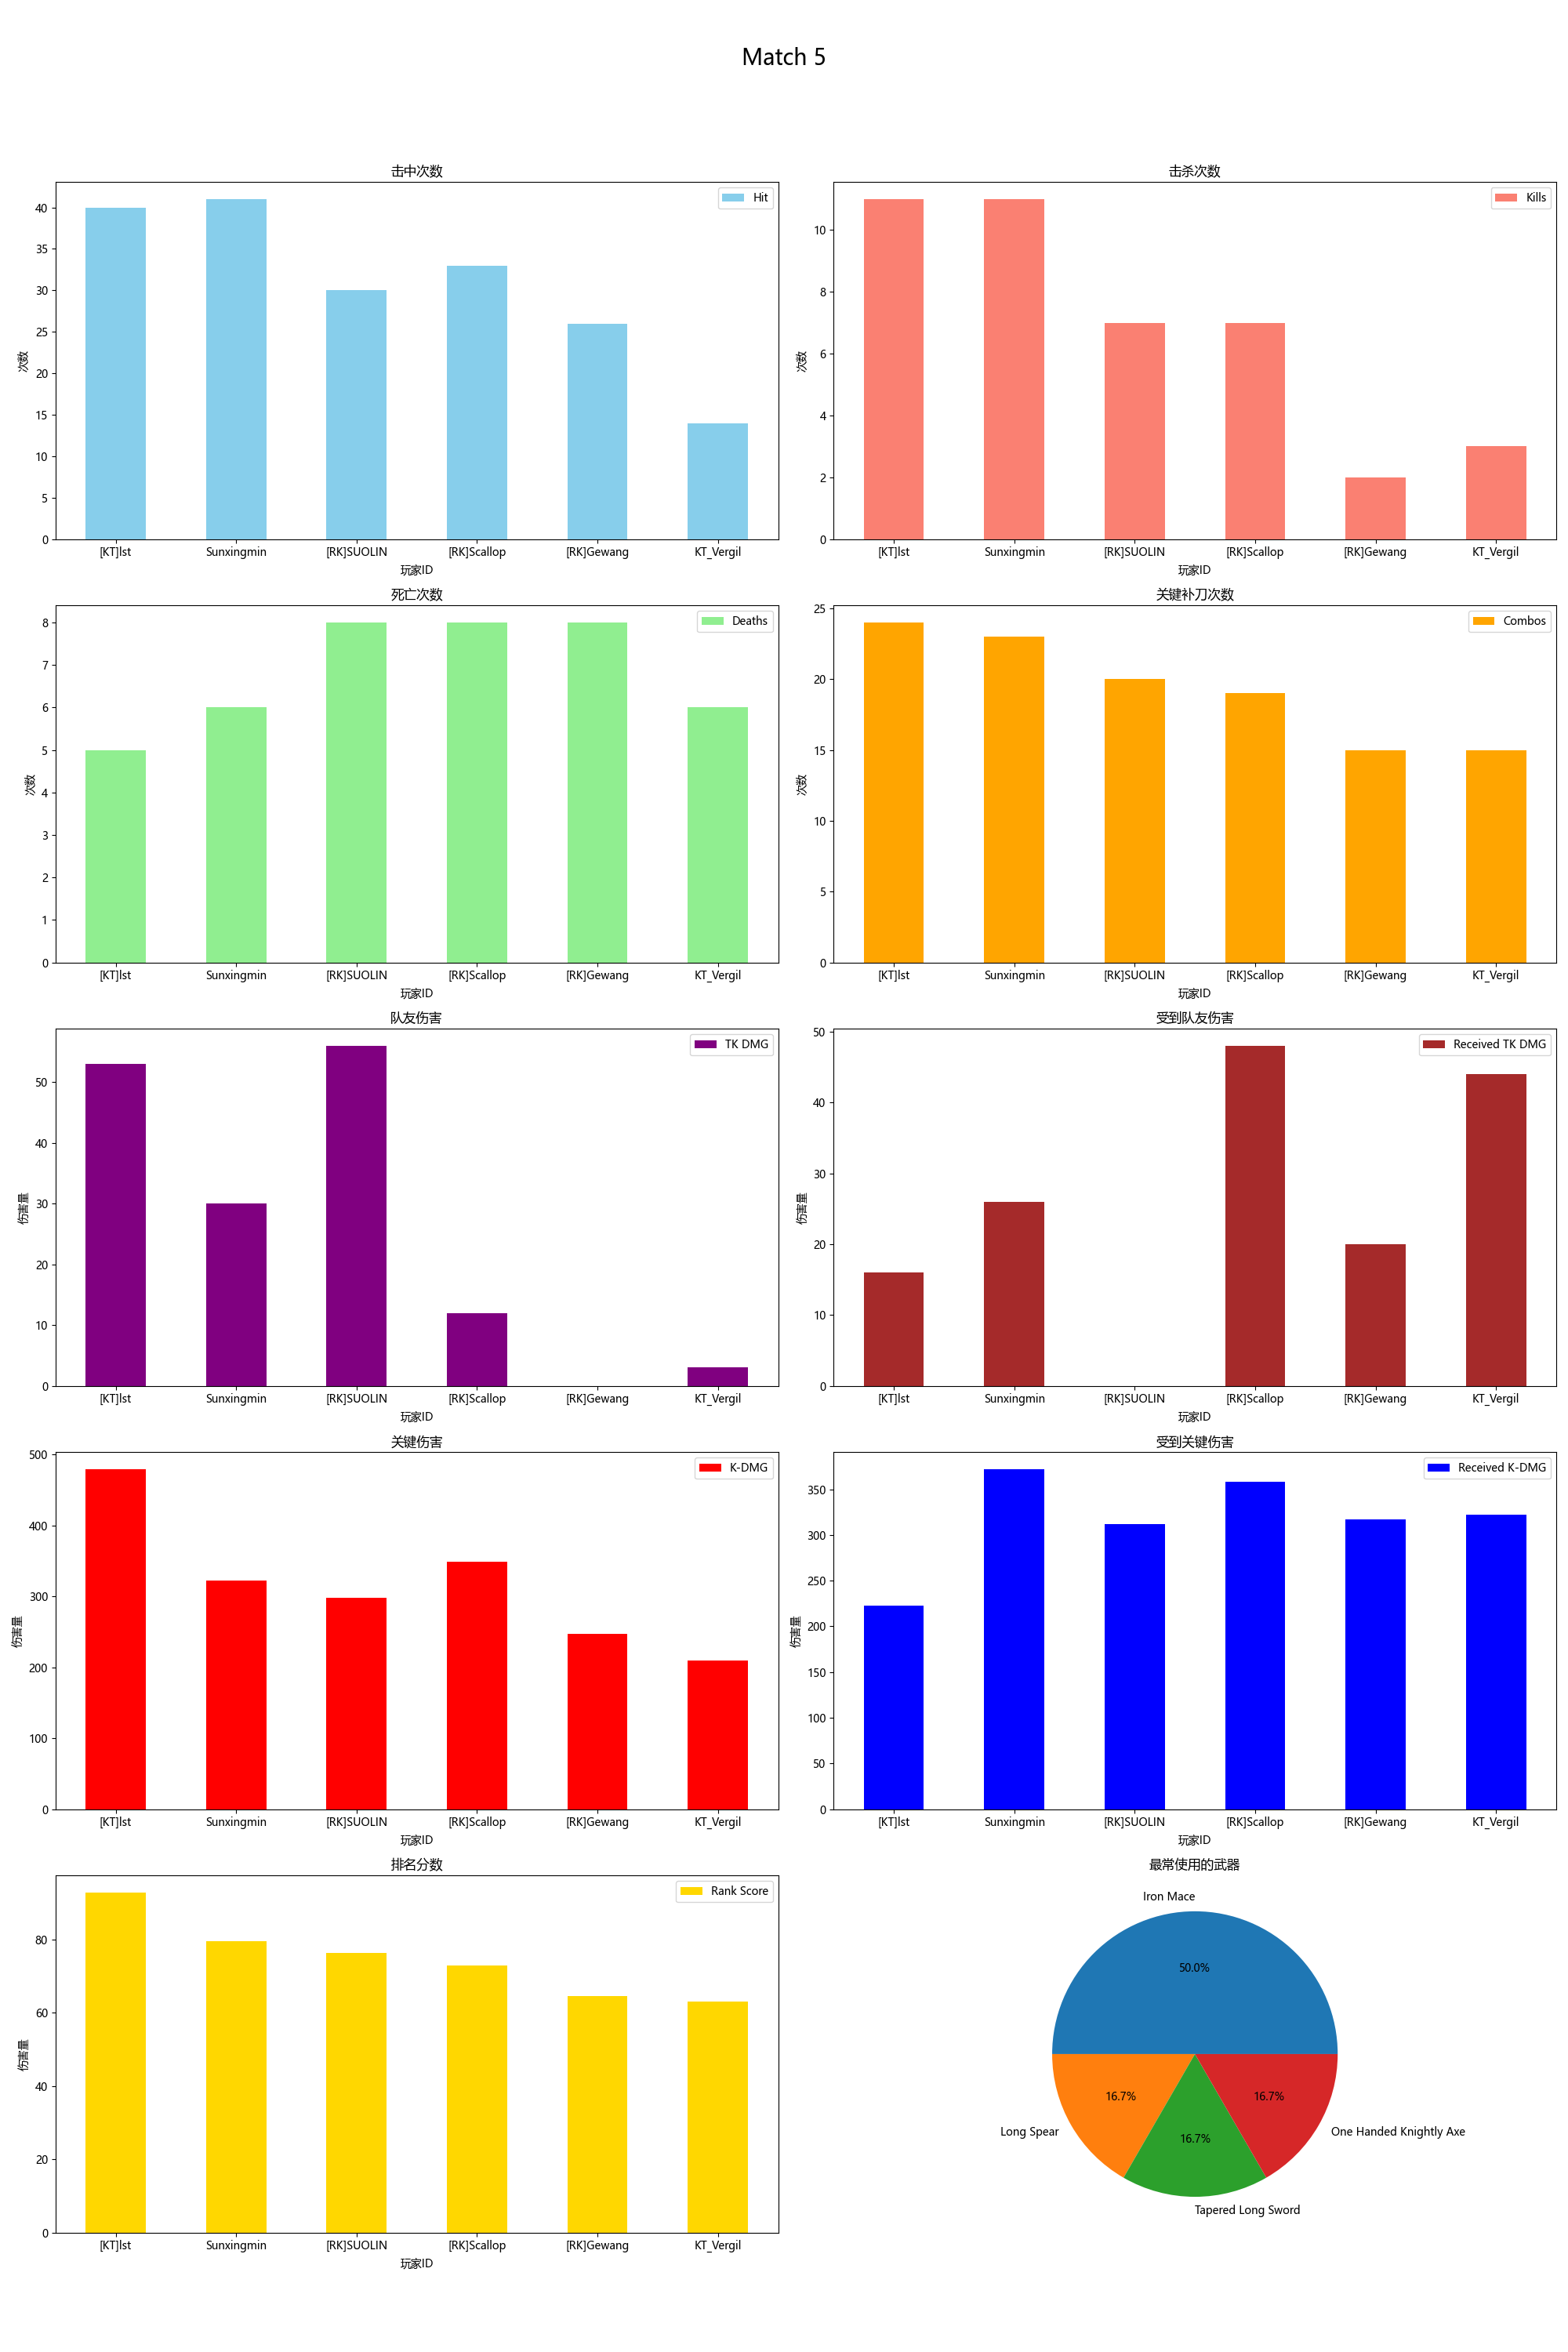 Match 5
击中次数
Hit
40
35
30
25
20
15
10
5
0
次数
[KT]lst Sunxingmin [RK]SUOLIN [RK]Scallop [RK]Gewang KT_Vergil
玩家ID
击杀次数
Kills
10
8
6
4
2
0
次数
[KT]lst Sunxingmin [RK]SUOLIN [RK]Scallop [RK]Gewang KT_Vergil
玩家ID
死亡次数
Deaths
8
7
6
5
4
3
2
1
0
次数
[KT]lst Sunxingmin [RK]SUOLIN [RK]Scallop [RK]Gewang KT_Vergil
玩家ID
关键补刀次数
Combos
25
20
15
10
5
0
次数
[KT]lst Sunxingmin [RK]SUOLIN [RK]Scallop [RK]Gewang KT_Vergil
玩家ID
队友伤害
TK DMG
50
40
30
20
10
0
伤害量
[KT]lst Sunxingmin [RK]SUOLIN [RK]Scallop [RK]Gewang KT_Vergil
玩家ID
受到队友伤害
Received TK DMG
50
40
30
20
10
0
伤害量
[KT]lst Sunxingmin [RK]SUOLIN [RK]Scallop [RK]Gewang KT_Vergil
玩家ID
关键伤害
K-DMG
500
400
300
200
100
0
伤害量
[KT]lst Sunxingmin [RK]SUOLIN [RK]Scallop [RK]Gewang KT_Vergil
玩家ID
受到关键伤害
Received K-DMG
350
300
250
200
150
100
50
0
伤害量
[KT]lst Sunxingmin [RK]SUOLIN [RK]Scallop [RK]Gewang KT_Vergil
玩家ID
排名分数
Rank Score
80
60
40
20
0
伤害量
[KT]lst Sunxingmin [RK]SUOLIN [RK]Scallop [RK]Gewang KT_Vergil
玩家ID
最常使用的武器
Iron Mace
50.0%
16.7%
16.7%
Long Spear
One Handed Knightly Axe
16.7%
Tapered Long Sword